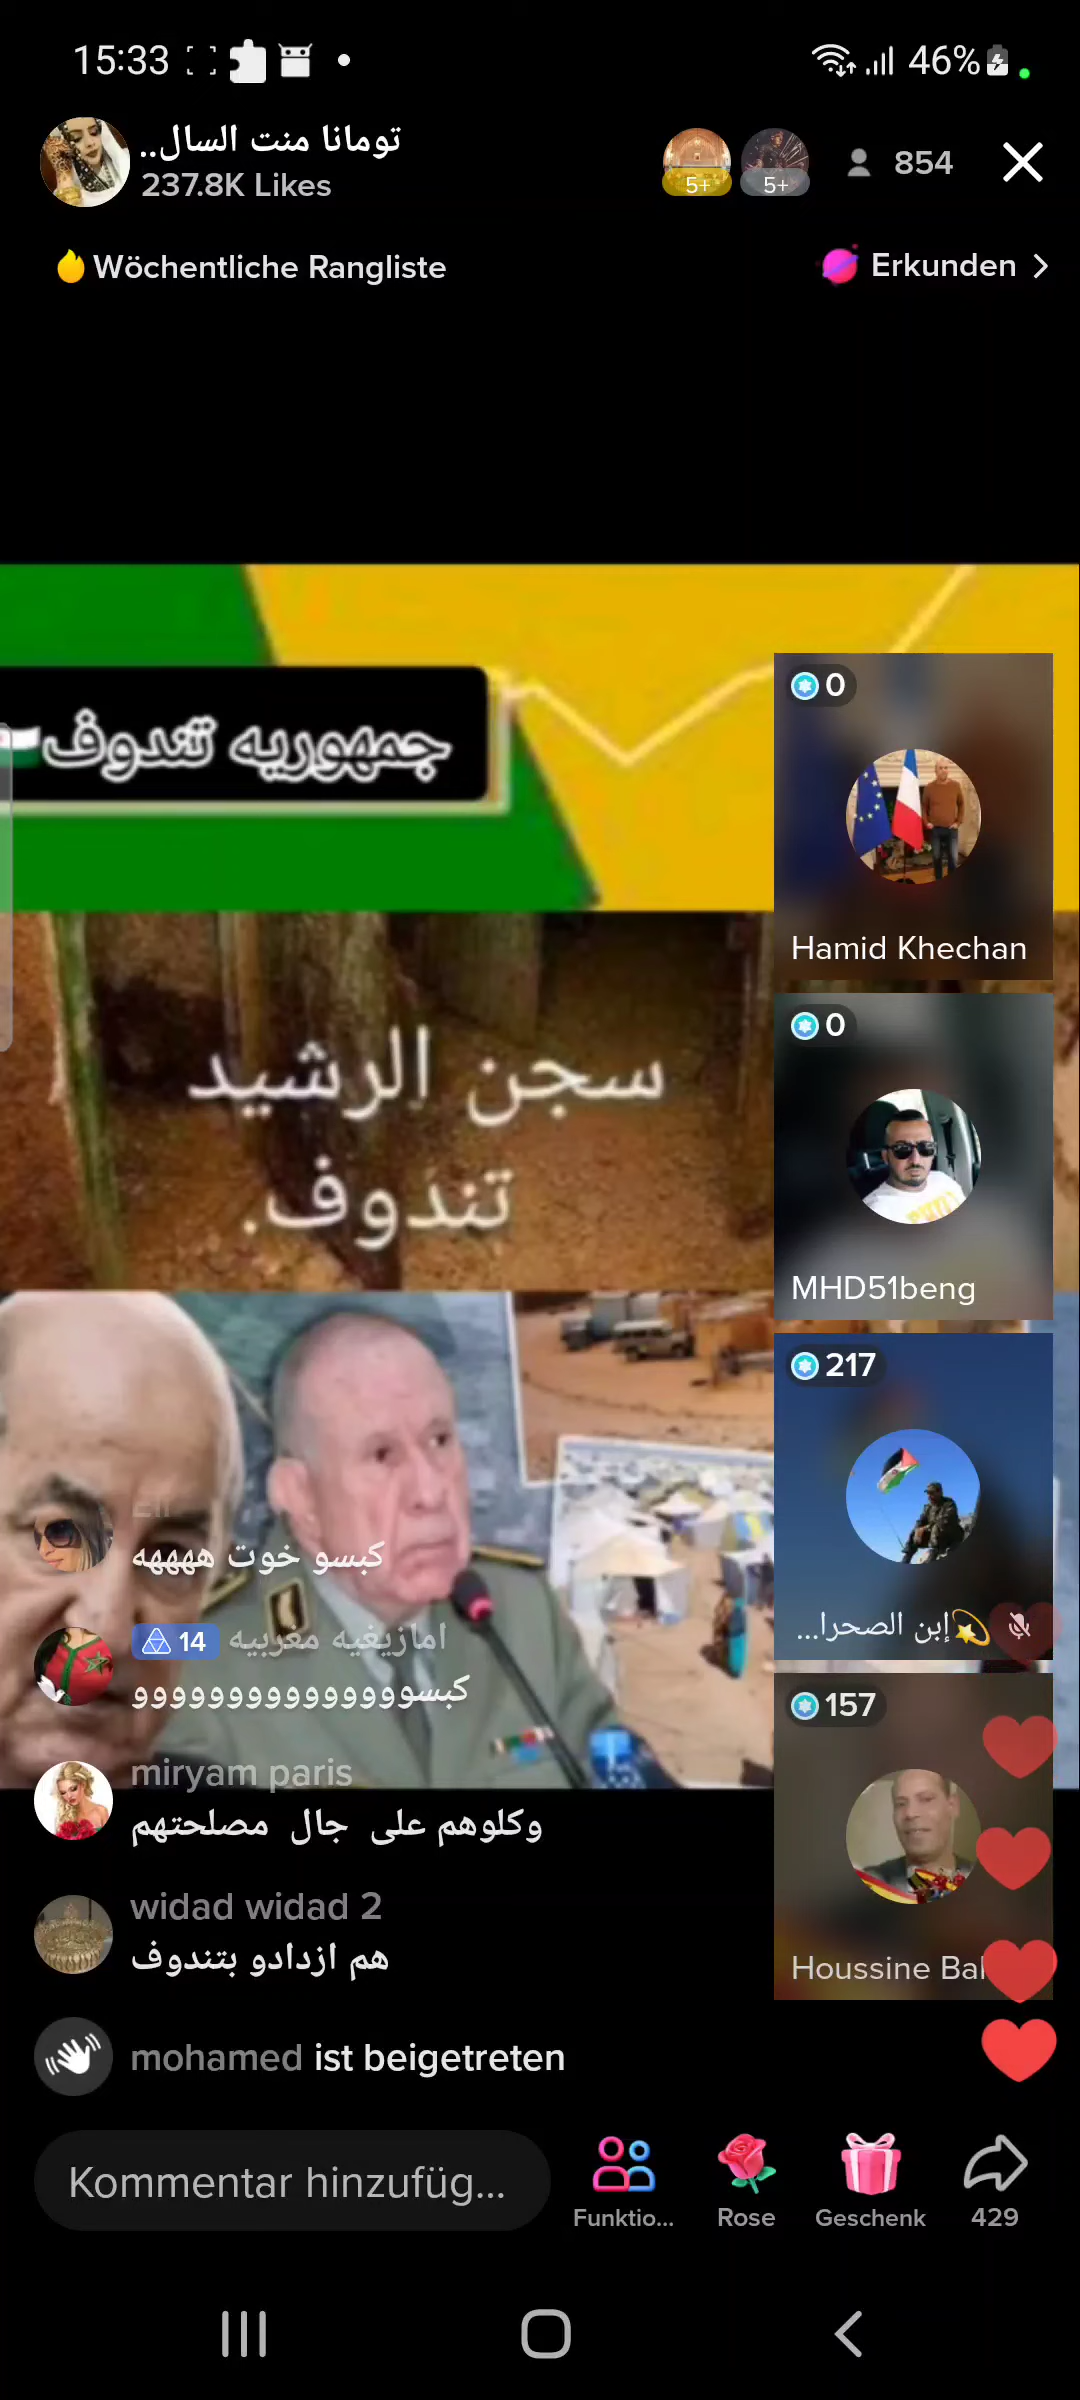 15:33
46%
تومانا منت السال..
237.8K Likes
5+
5+
854
Wöchentliche Rangliste
Erkunden
جمهوريه تندوف
سجن الرشيد
تندوف.
0
Hamid Khechan
0
MHD51beng
217
إبن الصحرا...
157
Houssine Bal
كبسو خوت ههههه
14 امازيغيه مغربيه
كبسووووووووووووووو
miryam paris
وكلوهم على جال مصلحتهم
widad widad 2
هم ازدادو بتندوف
mohamed ist beigetreten
Kommentar hinzufüg...
Funktio...
Rose
Geschenk
429